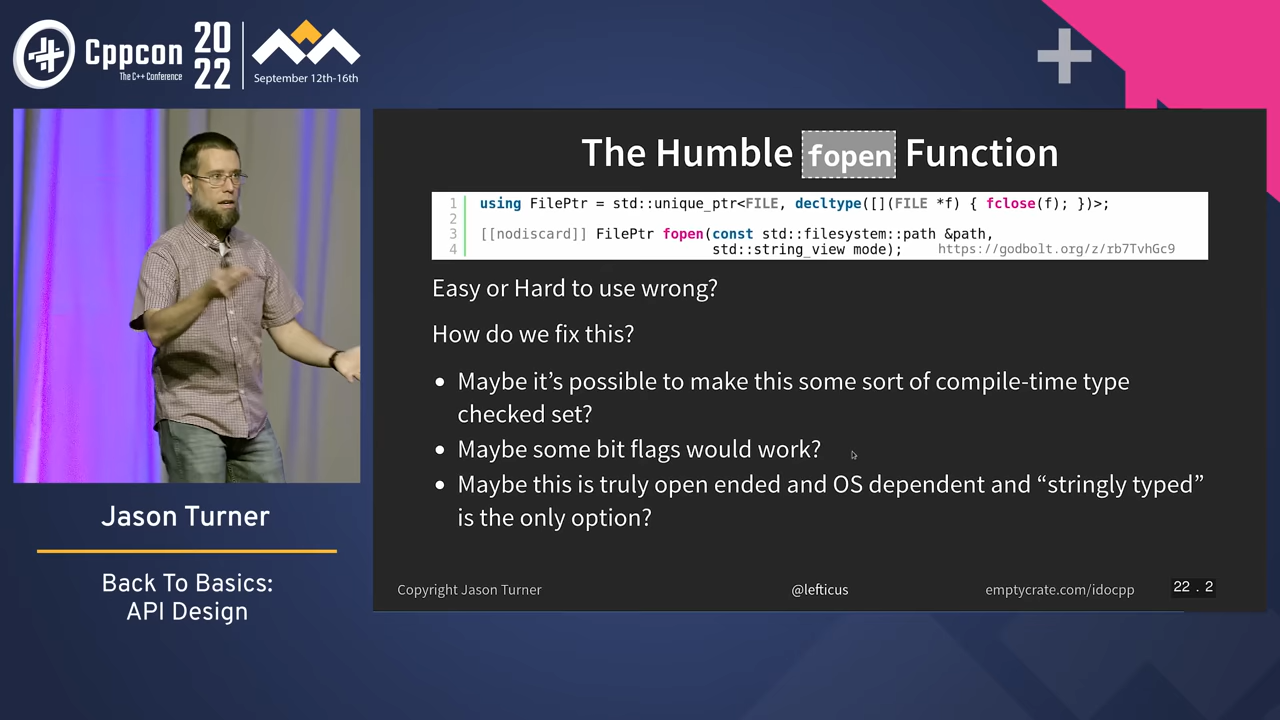 Cppcon
The C++ Conference
20
22
September 12th-16th
The Humble fopen Function
1 using FilePtr = std::unique_ptr<FILE, decltype([](FILE *f) { fclose(f); })>;
2
3 [[nodiscard]] FilePtr fopen(const std::filesystem::path &path,
4 std::string_view mode); https://godbolt.org/z/rb7TvhGc9
Easy or Hard to use wrong?
How do we fix this?
• Maybe it’s possible to make this some sort of compile-time type
checked set?
• Maybe some bit flags would work?
• Maybe this is truly open ended and OS dependent and “stringly typed”
is the only option?
Copyright Jason Turner
@lefticus
emptycrate.com/idocpp
22 . 2
Jason Turner
Back To Basics:
API Design